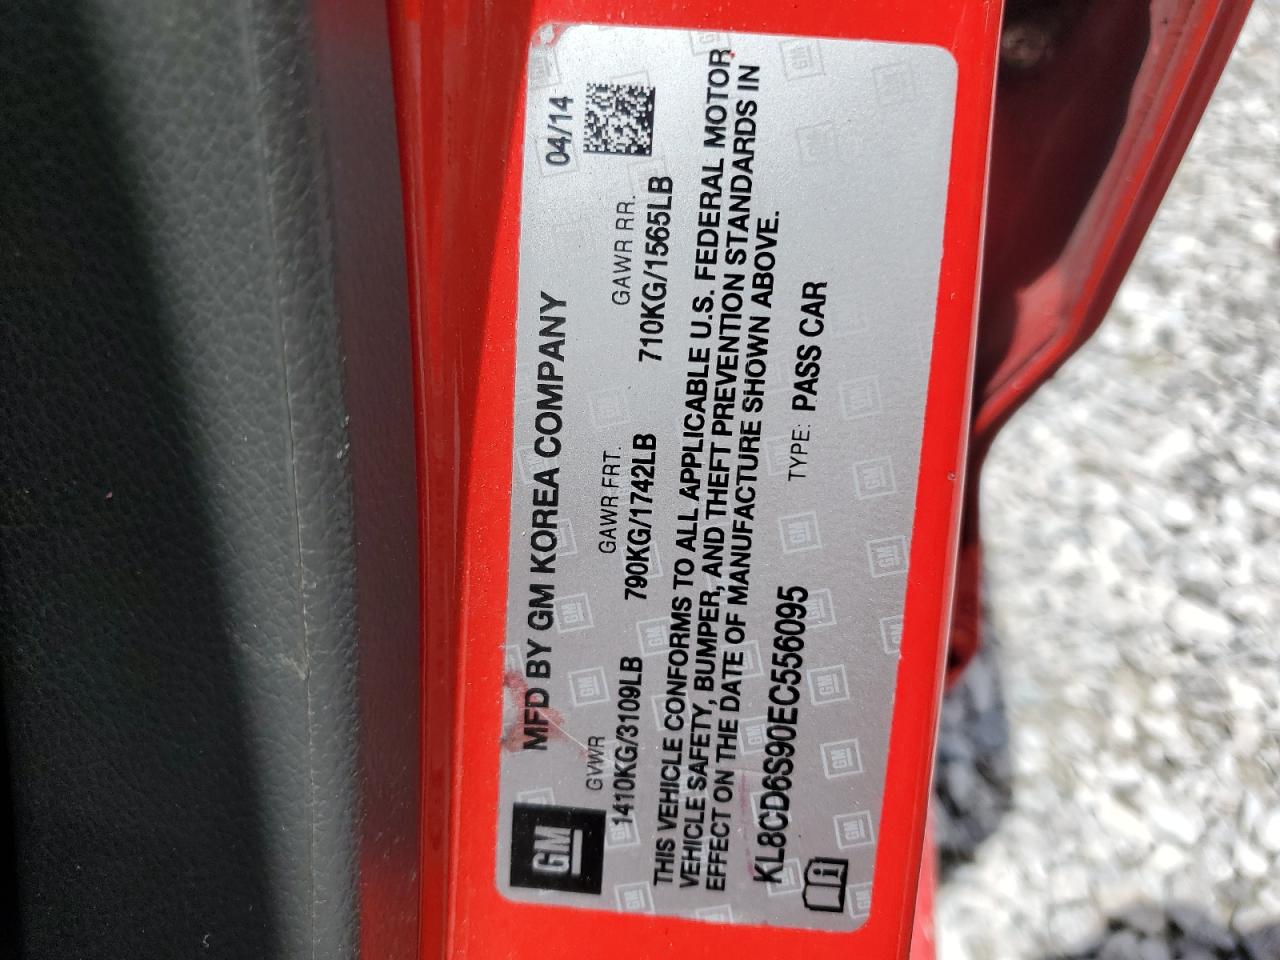 GM
MFD BY GM KOREA COMPANY 04/14
GVWR GAWR FRT. GAWR RR.
1410KG/3109LB 790KG/1742LB 710KG/1565LB
THIS VEHICLE CONFORMS TO ALL APPLICABLE U.S. FEDERAL MOTOR
VEHICLE SAFETY, BUMPER, AND THEFT PREVENTION STANDARDS IN
EFFECT ON THE DATE OF MANUFACTURE SHOWN ABOVE.
KL8CD6S90EC556095 TYPE: PASS CAR